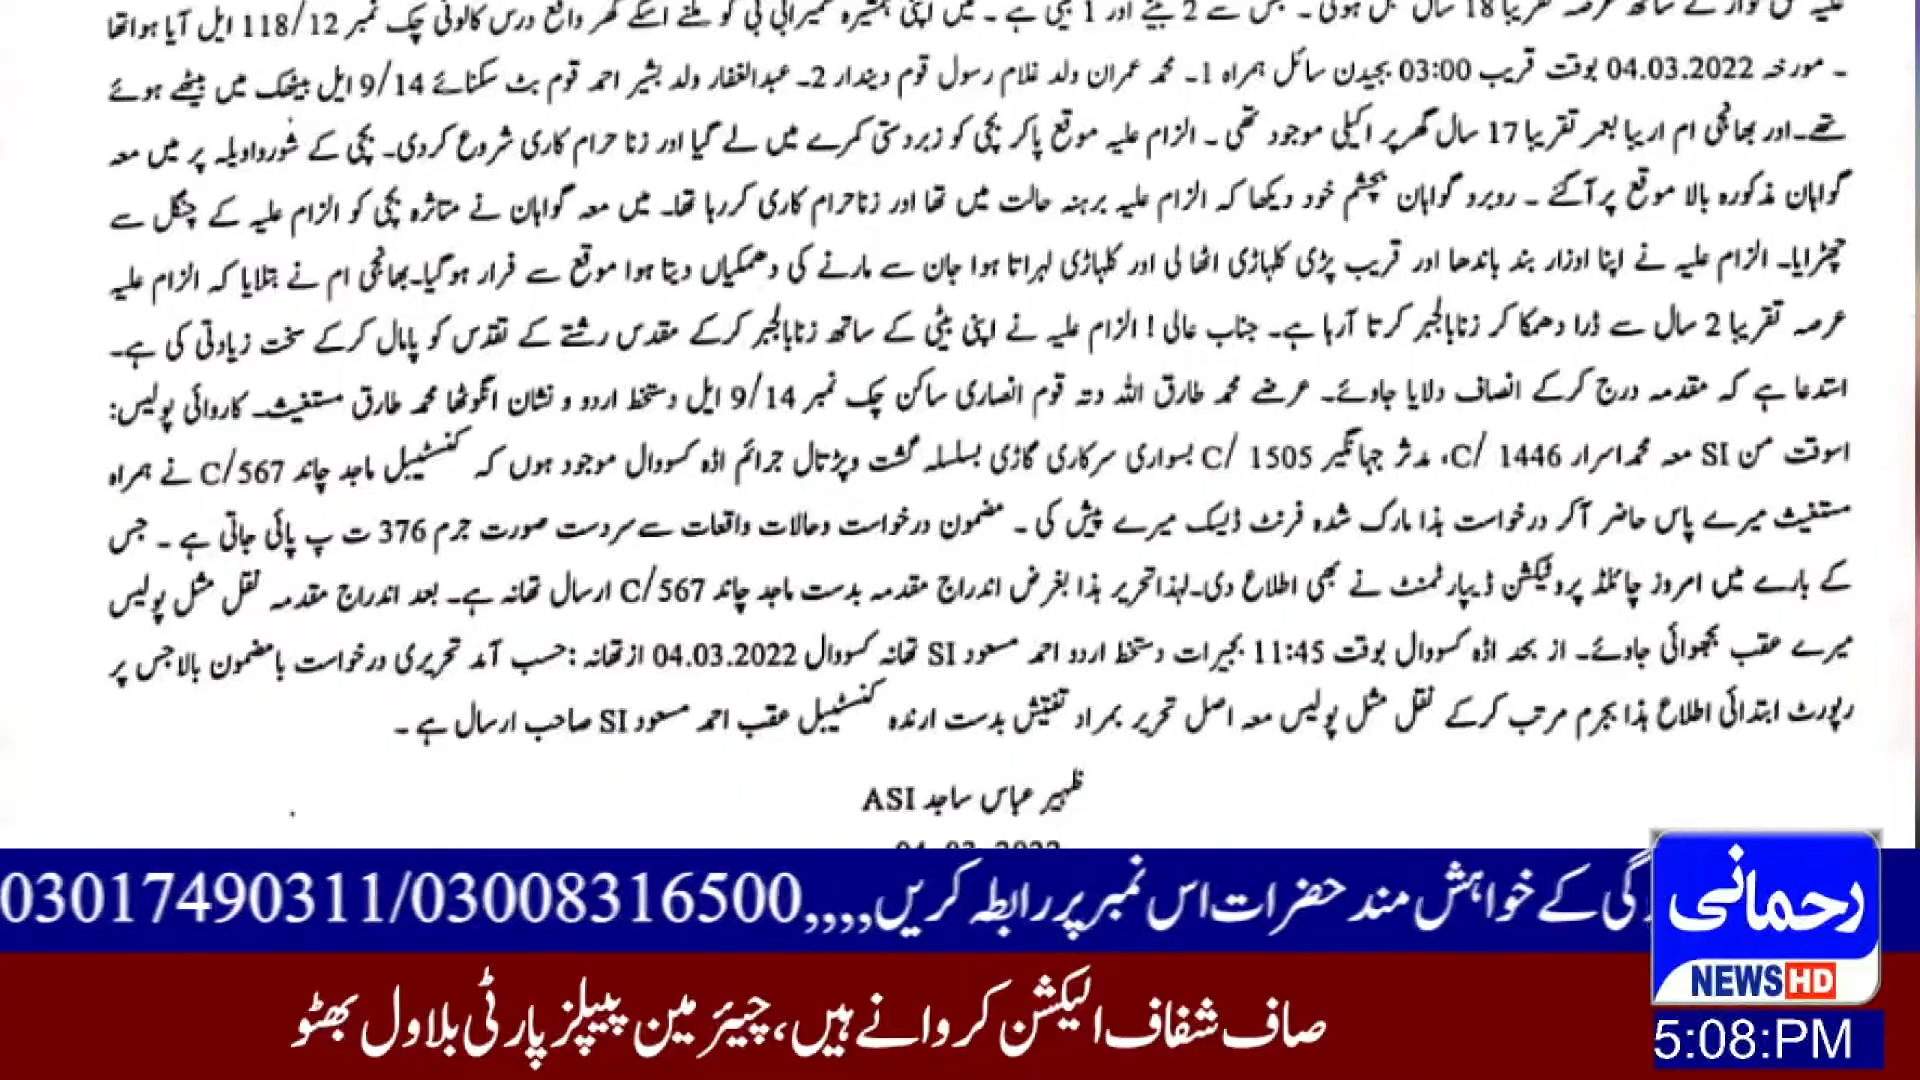 علیہ حق نواز کے ساتھ عرصہ تقریبا 18 سال قبل ہوئی۔ جس سے 2 بیٹے اور 1 بیٹی ہے۔ میں اپنی ہمشیرہ بی بی کو ملنے اسکے گھر واقع درس کالونی چک نمبر 118/12 ایل آیا ہوا تھا
۔ مورخہ 04.03.2022 بوقت قریب 03:00 بجیدن سائل ہمراہ 1۔ محمد عمران ولد غلام رسول قوم دیندار 2۔ عبدالغفار ولد بشیر احمد قوم بٹ سکنائے 9/14 ایل بیٹھک میں بیٹھے ہوئے
تھے۔ اور بھانجی ام اریبا بعمر تقریبا 17 سال گھر پر اکیلی موجود تھی۔ الزام علیہ موقع پاکر بچی کو زبردستی کمرے میں لے گیا اور زنا حرام کاری شروع کردی۔ بچی کے شورواویلہ پر میں معہ
گواہان مذکورہ بالا موقع پر آگئے ۔ روبرو گواہان بچشم خود دیکھا کہ الزام علیہ برہنہ حالت میں تھا اور زناحرام کاری کررہا تھا۔ میں معہ گواہان نے متاثرہ بچی کو الزام علیہ کے چنگل سے
چھڑایا۔ الزام علیہ نے اپنا اوزار بند باندھا اور قریب پڑی کلہاڑی اٹھالی اور کلہاڑی لہراتا ہوا جان سے مارنے کی دھمکیاں دیتا ہوا موقع سے فرار ہوگیا۔ بھانجی ام نے بتلایا کہ الزام علیہ
عرصہ تقریبا 2 سال سے ڈرا دھمکا کر زنابالجبر کرتا آرہا ہے۔ جناب عالی! الزام علیہ نے اپنی بیٹی کے ساتھ زنابالجبر کرکے مقدس رشتے کے تقدس کو پامال کرکے سخت زیادتی کی ہے۔
استدعا ہے کہ مقدمہ درج کرکے انصاف دلایا جاوئے۔ عرضے محمد طارق اللہ دتہ قوم انصاری ساکن چک نمبر 9/14 ایل دستخط اردو و نشان انگوٹھا محمد طارق مستغیث۔ کاروائی پولیس:
اسوقت من SI معہ محمد اسرار 1446 /C، مدثر جہانگیر 1505 /C بسواری سرکاری گاڑی بسلسلہ گشت وپڑتال جرائم اڈہ کسووال موجود ہوں کہ کنسٹیبل ماجد چاند 567/C نے ہمراہ
مستغیث میرے پاس حاضر آکر درخواست ہذا مارک شدہ فرنٹ ڈیسک میرے پیش کی ۔ مضمون درخواست وحالات واقعات سے سردست صورت جرم 376 ت پ پائی جاتی ہے ۔ جس
کے بارے میں امروز چائلڈ پروٹیکشن ڈیپارٹمنٹ نے بھی اطلاع دی۔ لہذا تحریر ہذا بغرض اندراج مقدمہ بدست ماجد چاند 567/C ارسال تھانہ ہے۔ بعد اندراج مقدمہ نقل مثل پولیس
میرے عقب بھجوائی جاوئے۔ از بحد اڈہ کسووال بوقت 11:45 بجیرات دستخط اردو احمد مسعود SI تھانہ کسووال 04.03.2022 ازتھانہ: حسب آمد تحریری درخواست بامضمون بالا جس پر
رپورٹ ابتدائی اطلاع ہذا بجرم مرتب کرکے نقل مثل پولیس معہ اصل تحریر بمراد تفتیش بدست ارندہ کنسٹیبل عقب احمد مسعود SI صاحب ارسال ہے ۔
ظہیر عباس ساجد ASI
04-03-2022
گی کے خواہش مند حضرات اس نمبر پر رابطہ کریں,,,,03017490311/03008316500
رحمانی
NEWS HD
صاف شفاف الیکشن کروانے ہیں، چیئرمین پیپلز پارٹی بلاول بھٹو
5:08:PM